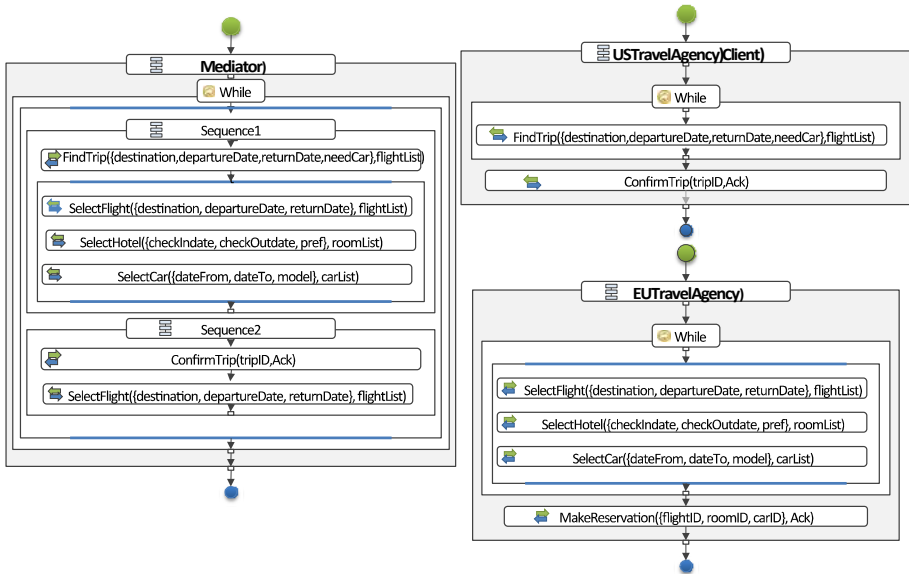 Mediator)
While
Sequence1
FindTrip({destination,departureDate,returnDate,needCar},flightList)
SelectFlight({destination, departureDate, returnDate}, flightList)
SelectHotel({checkIndate, checkOutdate, pref}, roomList)
SelectCar({dateFrom, dateTo, model}, carList)
Sequence2
ConfirmTrip(tripID,Ack)
SelectFlight({destination, departureDate, returnDate}, flightList)
USTravelAgency)Client)
While
FindTrip({destination,departureDate,returnDate,needCar},flightList)
ConfirmTrip(tripID,Ack)
EUTravelAgency)
While
SelectFlight({destination, departureDate, returnDate}, flightList)
SelectHotel({checkIndate, checkOutdate, pref}, roomList)
SelectCar({dateFrom, dateTo, model}, carList)
MakeReservation({flightID, roomID, carID}, Ack)